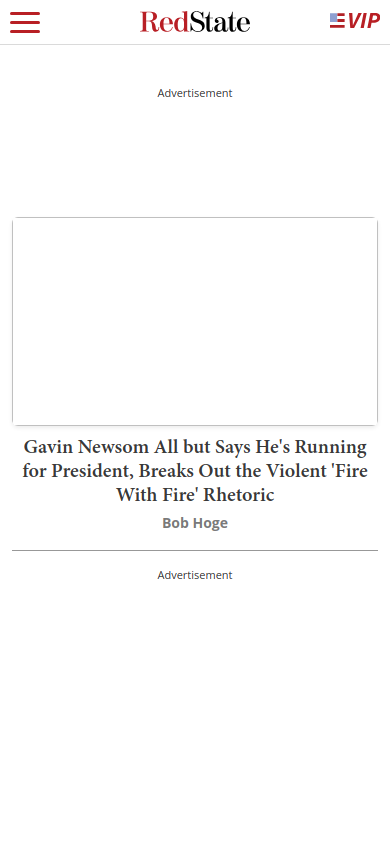 RedState
VIP
Advertisement
Gavin Newsom All but Says He's Running
for President, Breaks Out the Violent 'Fire
With Fire' Rhetoric
Bob Hoge
Advertisement